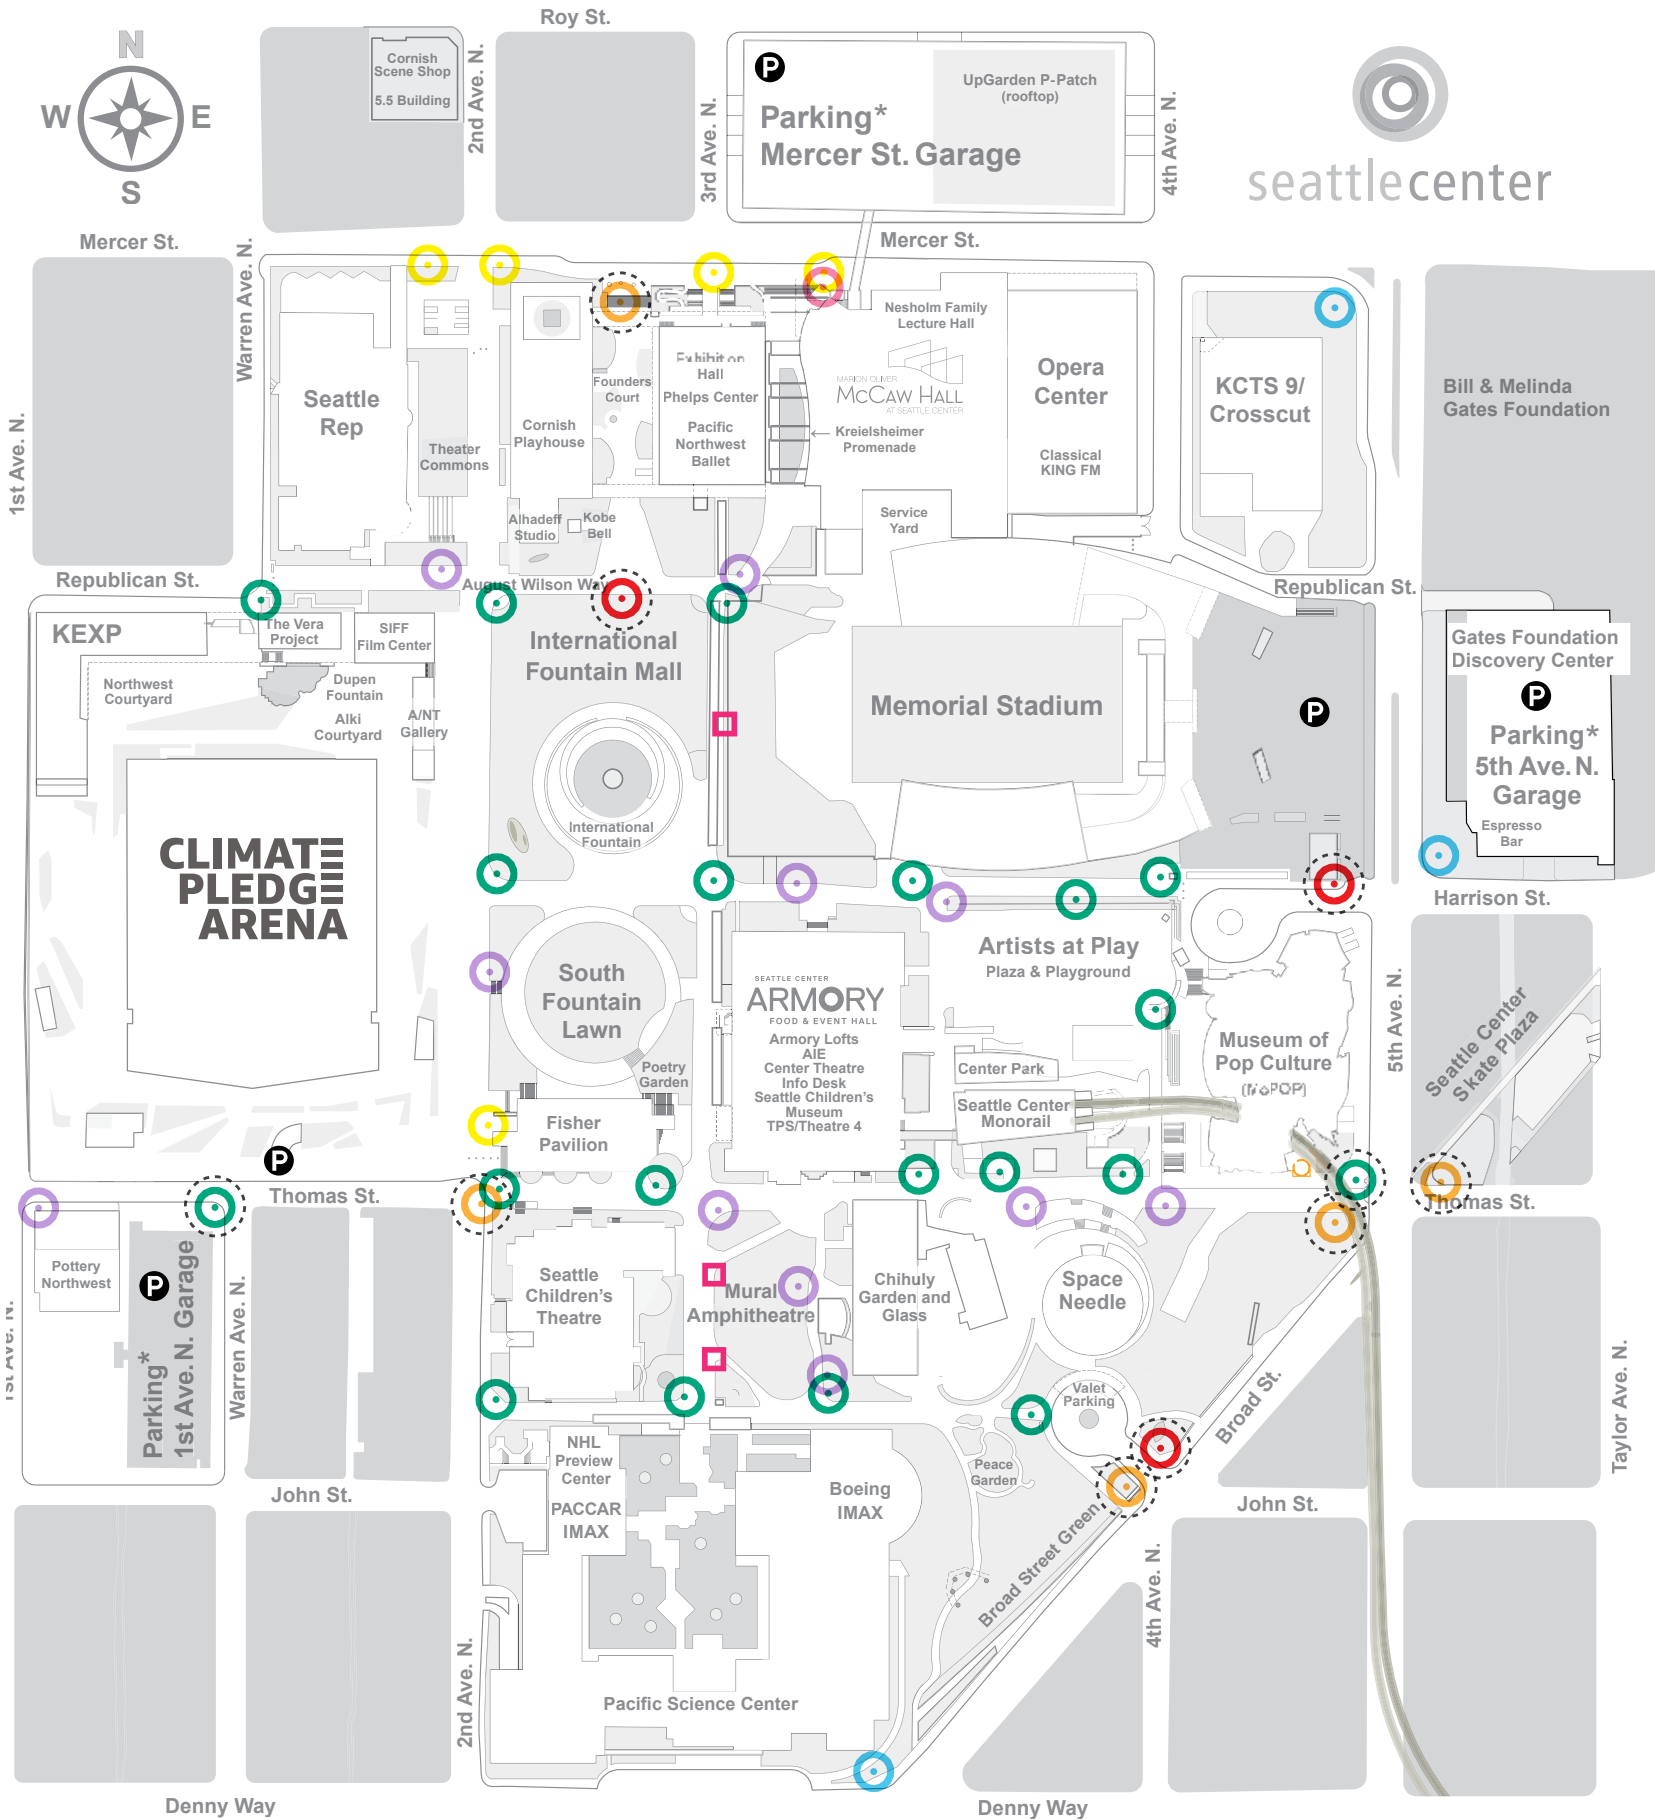 Roy St.
N
W
E
S
Cornish
Scene Shop
5.5 Building
2nd Ave. N.
3rd Ave. N.
P
Parking*
Mercer St. Garage
UpGarden P-Patch
(rooftop)
4th Ave. N.
seattlecenter
Mercer St.
Warren Ave. N.
Mercer St.
1st Ave. N.
Seattle
Rep
Theater
Commons
Cornish
Playhouse
Founders
Court
Exhibition
Hall
Phelps Center
Pacific
Northwest
Ballet
Nesholm Family
Lecture Hall
MARION OLIVER
McCAW HALL
AT SEATTLE CENTER
← Kreielsheimer
Promenade
Opera
Center
Classical
KING FM
KCTS 9/
Crosscut
Bill & Melinda
Gates Foundation
Alhadeff
Studio
Kobe
Bell
Service
Yard
Republican St.
August Wilson Way
Republican St.
KEXP
The Vera
Project
SIFF
Film Center
Northwest
Courtyard
Dupen
Fountain
Alki
Courtyard
A/NT
Gallery
International
Fountain Mall
International
Fountain
Memorial Stadium
P
Gates Foundation
Discovery Center
P
Parking*
5th Ave. N.
Garage
Espresso
Bar
Harrison St.
CLIMATE
PLEDGE
ARENA
South
Fountain
Lawn
Poetry
Garden
Fisher
Pavilion
SEATTLE CENTER
ARMORY
FOOD & EVENT HALL
Armory Lofts
AIE
Center Theatre
Info Desk
Seattle Children's
Museum
TPS/Theatre 4
Artists at Play
Plaza & Playground
Center Park
Seattle Center
Monorail
Museum of
Pop Culture
(MoPOP)
5th Ave. N.
Seattle Center
Skate Plaza
P
Thomas St.
Thomas St.
Pottery
Northwest
P
Parking*
1st Ave. N. Garage
1st Ave. N.
Warren Ave. N.
Seattle
Children's
Theatre
Mural
Amphitheatre
Chihuly
Garden and
Glass
Space
Needle
Valet
Parking
Broad St.
Taylor Ave. N.
John St.
NHL
Preview
Center
PACCAR
IMAX
Boeing
IMAX
Peace
Garden
Broad Street Green
John St.
4th Ave. N.
2nd Ave. N.
Pacific Science Center
Denny Way
Denny Way